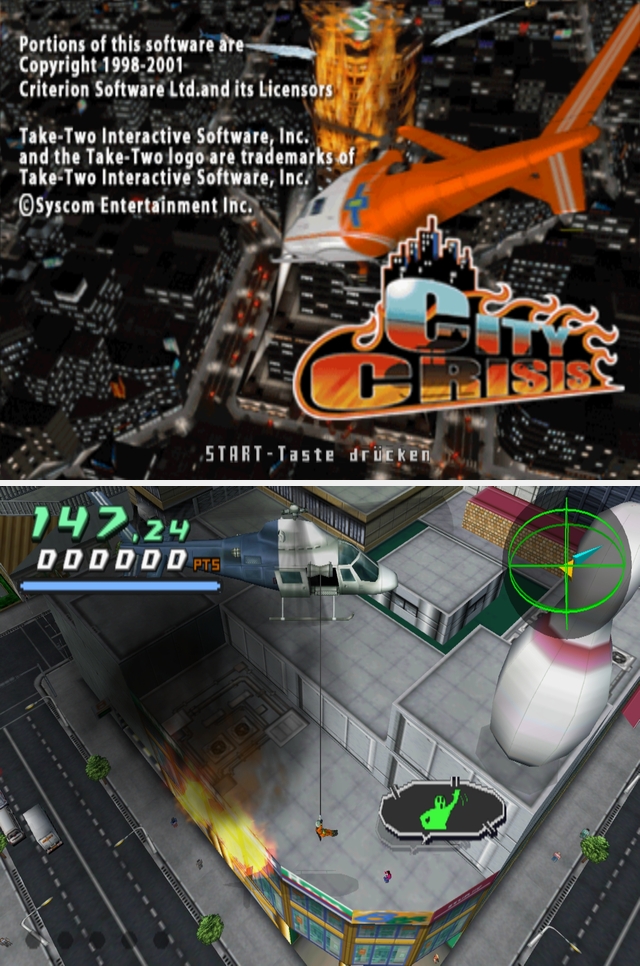 Portions of this software are
Copyright 1998-2001
Criterion Software Ltd.and its Licensors
Take-Two Interactive Software, Inc.
and the Take-Two logo are trademarks of
Take-Two Interactive Software, Inc.
©Syscom Entertainment Inc.
CITY
CRISIS
START-Taste drücken
147,24
000000 PTS